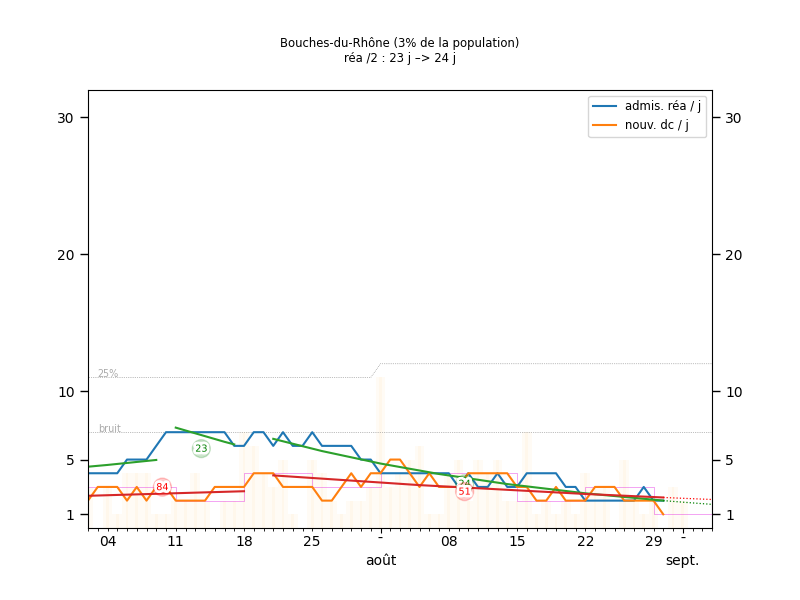 Bouches-du-Rhône (3% de la population)
réa /2 : 23 j –> 24 j
admis. réa / j
nouv. dc / j
30 30
20 20
25%
10 10
bruit
23
5 5
84
24
51
1 1
04 11 18 25 - 08 15 22 29 -
août sept.